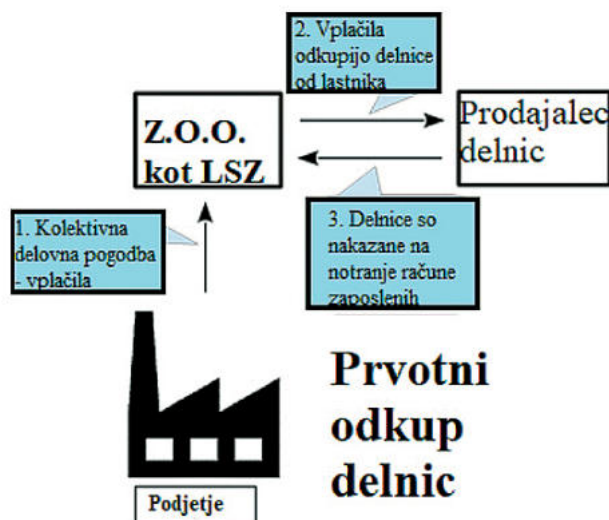 2. Vplačila
odkupijo delnice
od lastnika
Z.O.O.
kot LSZ
Prodajalec
delnic
1. Kolektivna
delovna pogodba
- vplačila
3. Delnice so
nakazane na
notranje račune
zaposlenih
Prvotni
odkup
delnic
Podjetje